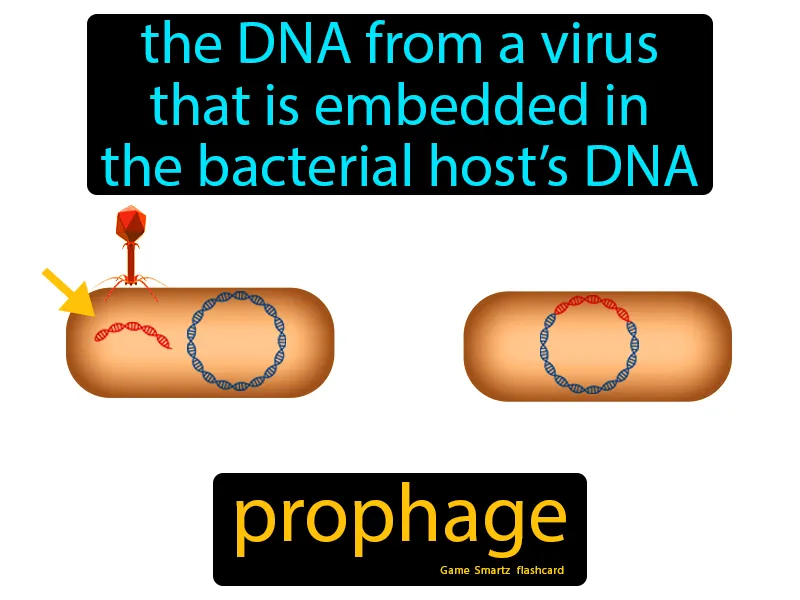 the DNA from a virus
that is embedded in
the bacterial host’s DNA
prophage
Game Smartz flashcard